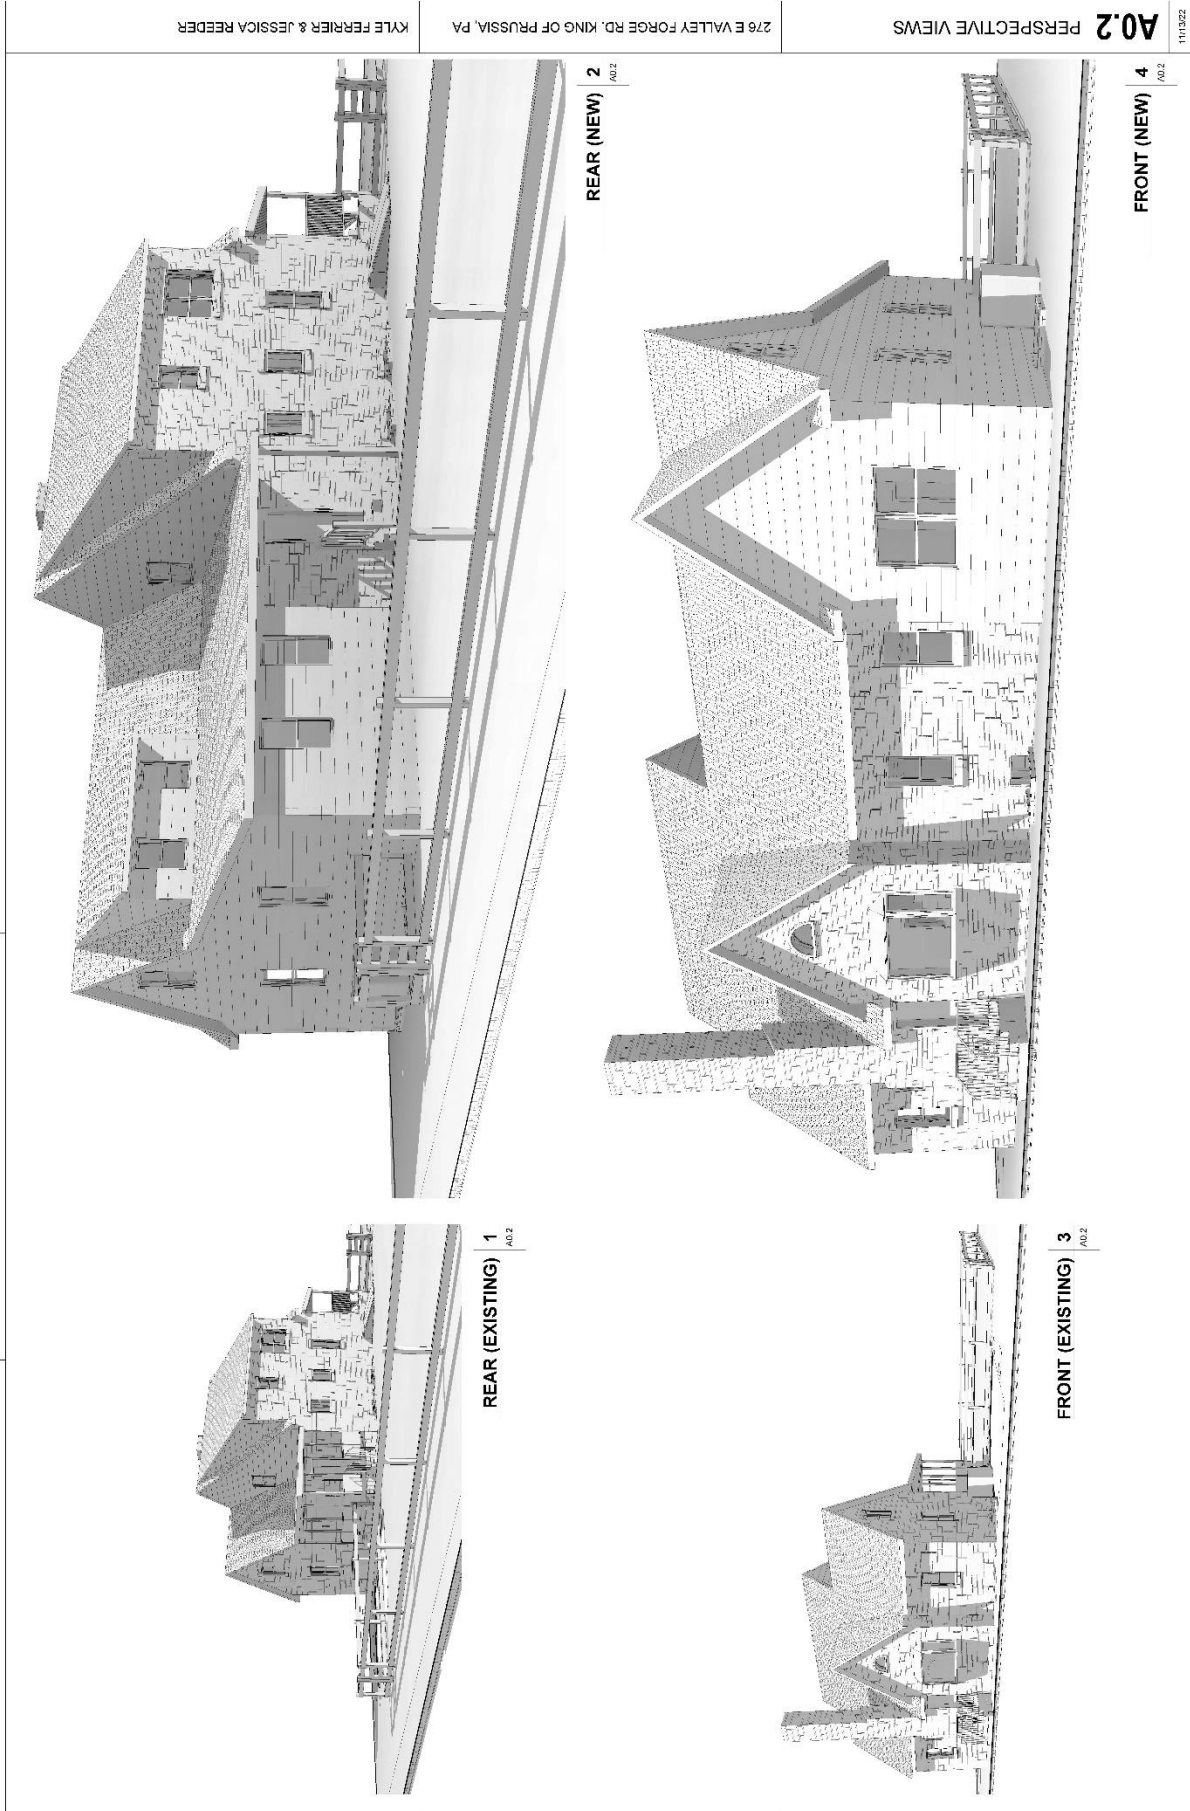 REAR (EXISTING) 1
A0.2
REAR (NEW) 2
A0.2
FRONT (EXISTING) 3
A0.2
FRONT (NEW) 4
A0.2
KYLE FERRIER & JESSICA REEDER
276 E VALLEY FORGE RD. KING OF PRUSSIA, PA
PERSPECTIVE VIEWS
A0.2
11/13/22